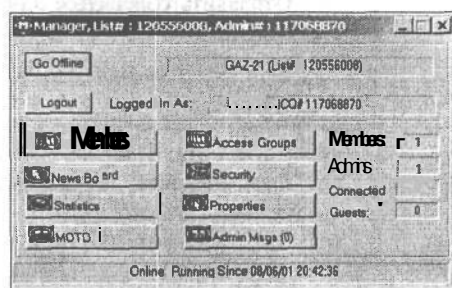 Manager, List# : 120556008, Admin# : 117068870
Go Offline
GAZ-21 (List# 120556008)
Logout Logged In As: ICQ#117068870
Members Access Groups Members: 1
News Board Security Admins 1
Statistics Properties Connected
Guests: 0
MOTD Admin Msgs (0)
Online Running Since 08/06/01 20:42:36